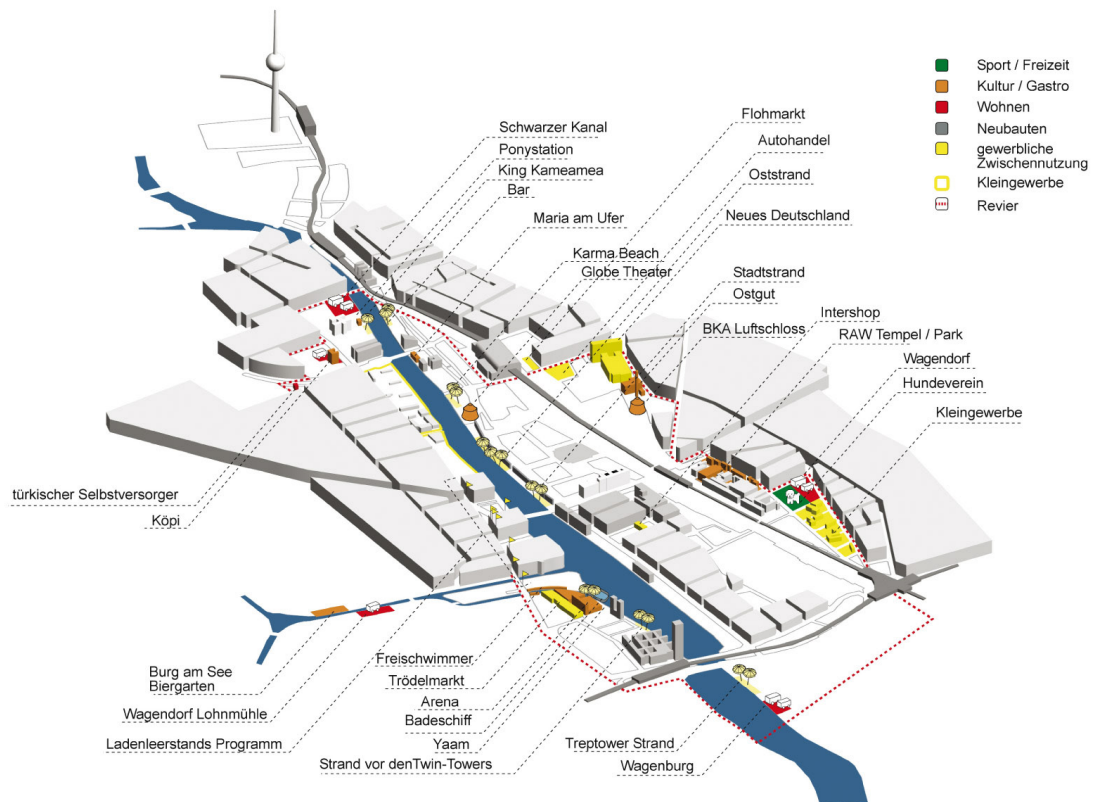 Sport / Freizeit
Kultur / Gastro
Wohnen
Neubauten
gewerbliche
Zwischennutzung
Kleingewerbe
Revier
Flohmarkt
Schwarzer Kanal
Autohandel
Ponystation
King Kameamea
Oststrand
Bar
Maria am Ufer
Neues Deutschland
Karma Beach
Globe Theater
Stadtstrand
Ostgut
Intershop
BKA Luftschloss
RAW Tempel / Park
Wagendorf
Hundeverein
Kleingewerbe
türkischer Selbstversorger
Köpi
Freischwimmer
Burg am See
Biergarten
Trödelmarkt
Arena
Wagendorf Lohnmühle
Badeschiff
Ladenleerstands Programm
Yaam
Treptower Strand
Strand vor denTwin-Towers
Wagenburg